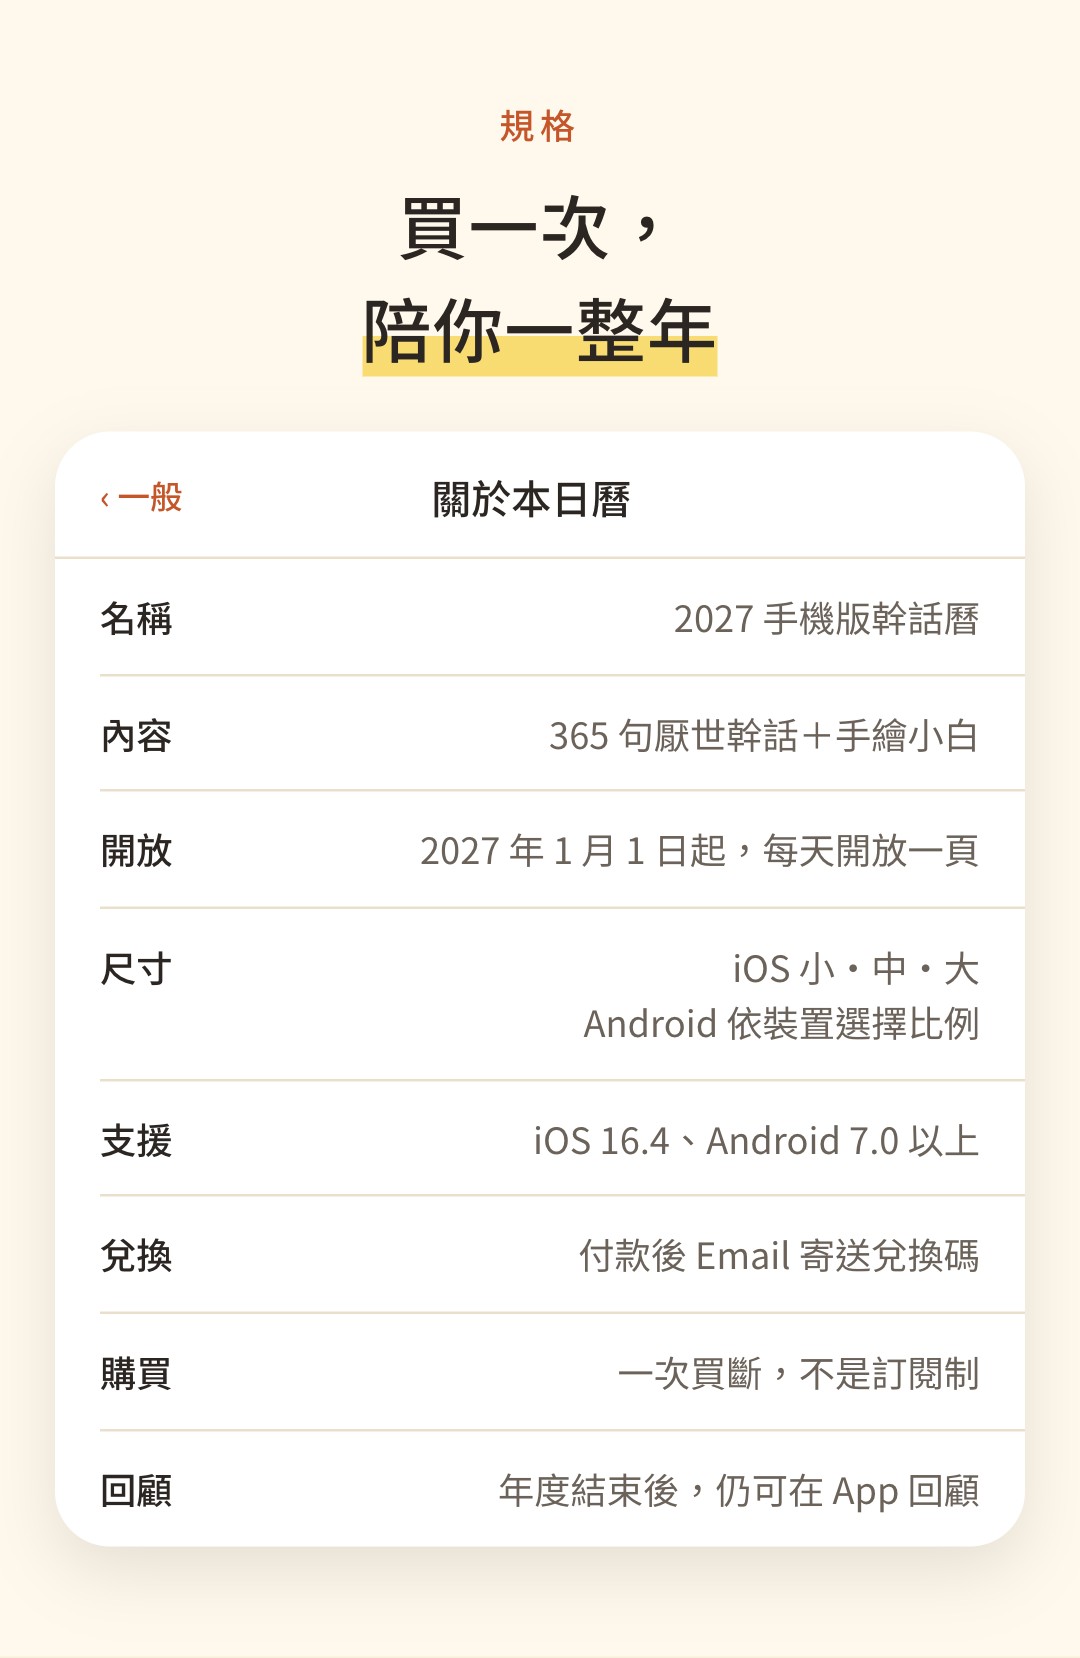 規格
買一次，
陪你一整年
‹ 一般
關於本日曆
名稱
2027 手機版幹話曆
內容
365 句厭世幹話＋手繪小白
開放
2027 年 1 月 1 日起，每天開放一頁
尺寸
iOS 小・中・大
Android 依裝置選擇比例
支援
iOS 16.4、Android 7.0 以上
兌換
付款後 Email 寄送兌換碼
購買
一次買斷，不是訂閱制
回顧
年度結束後，仍可在 App 回顧